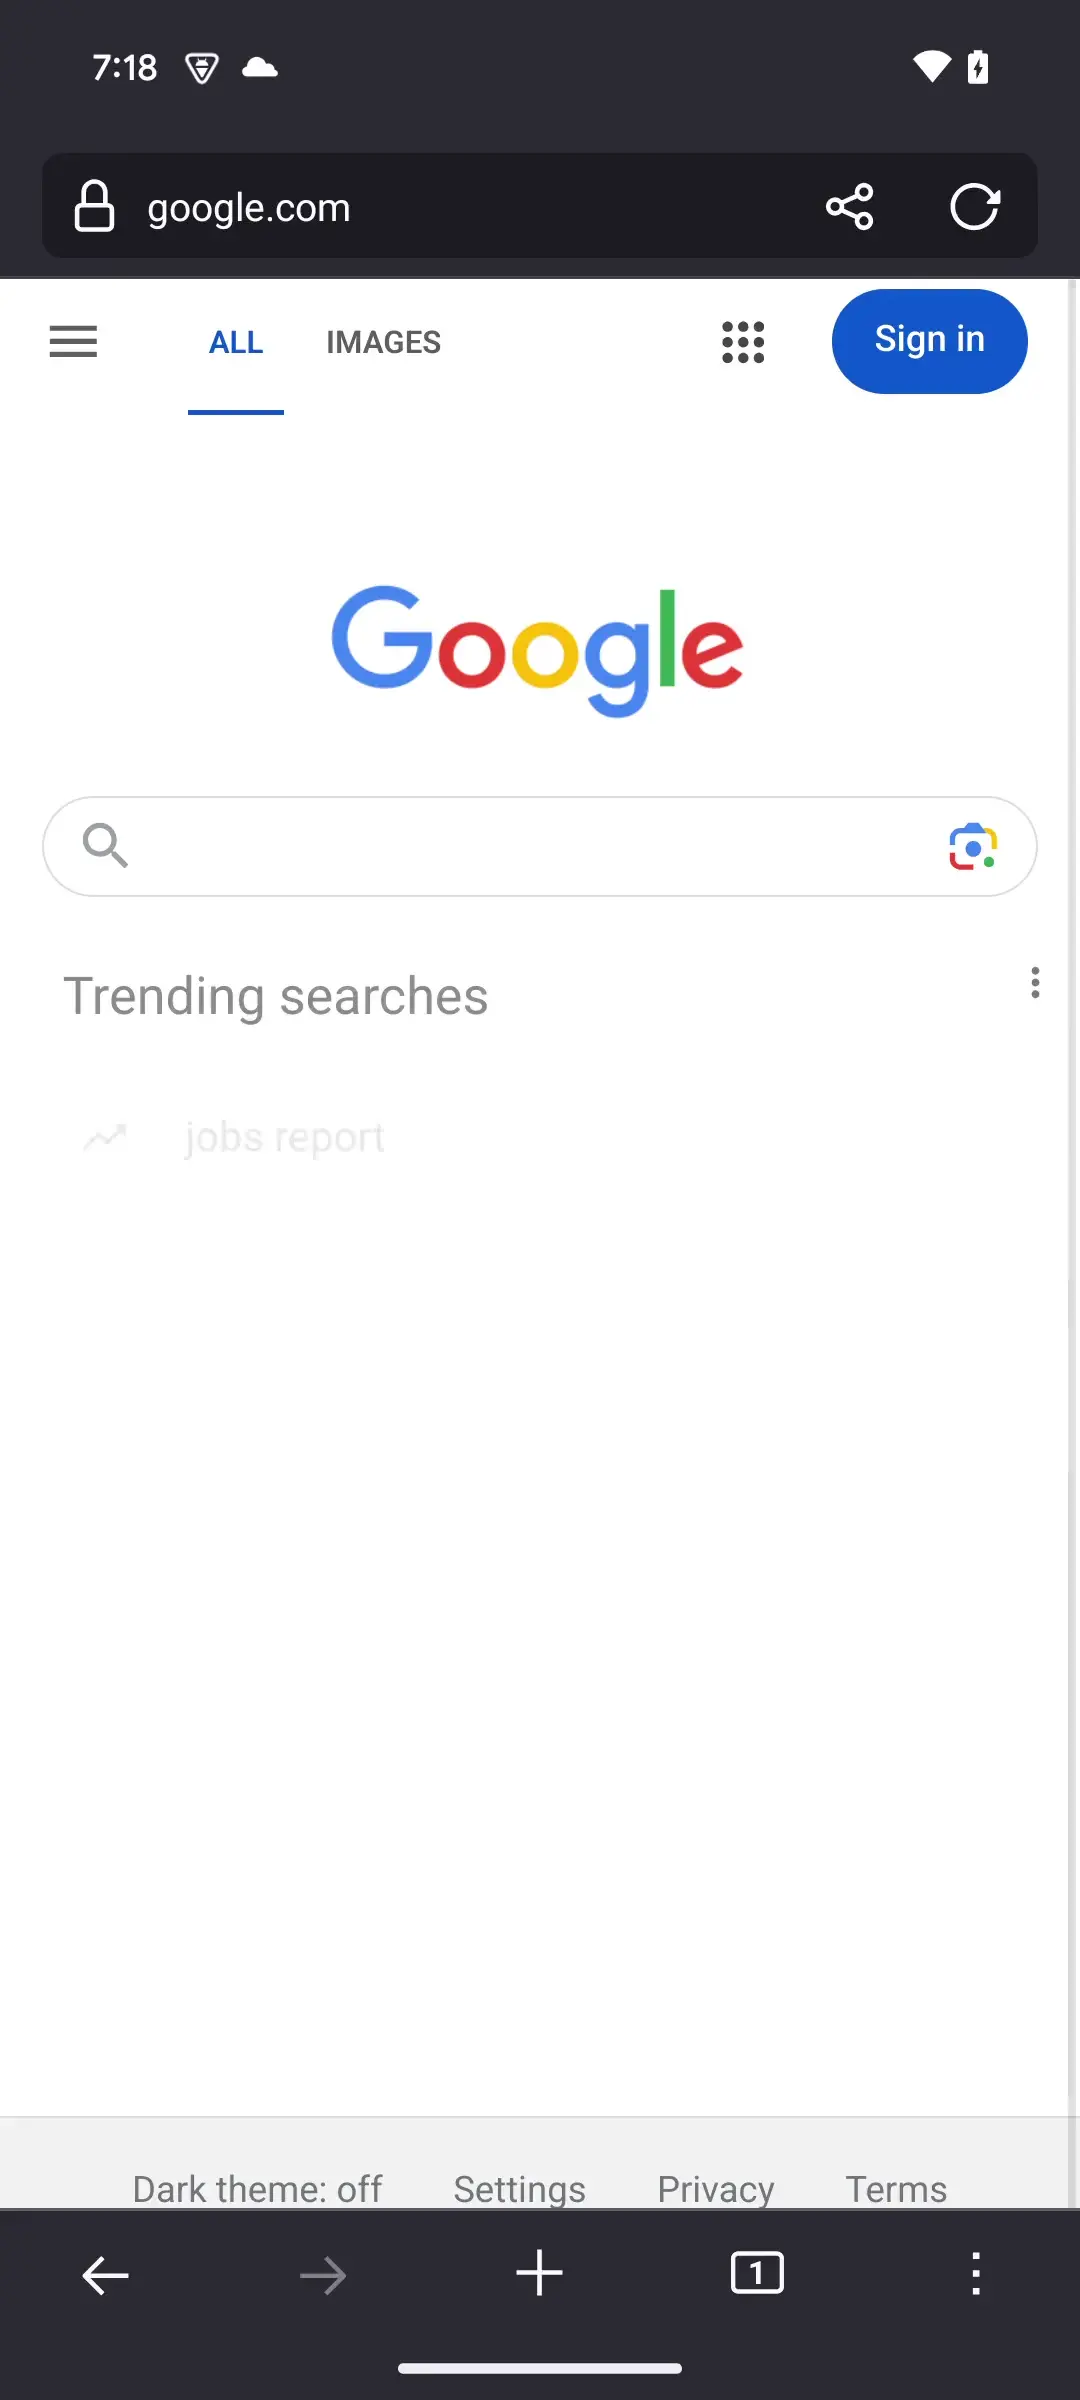 7:18
google.com
ALL IMAGES Sign in
Google
Trending searches
jobs report
Dark theme: off Settings Privacy Terms
1